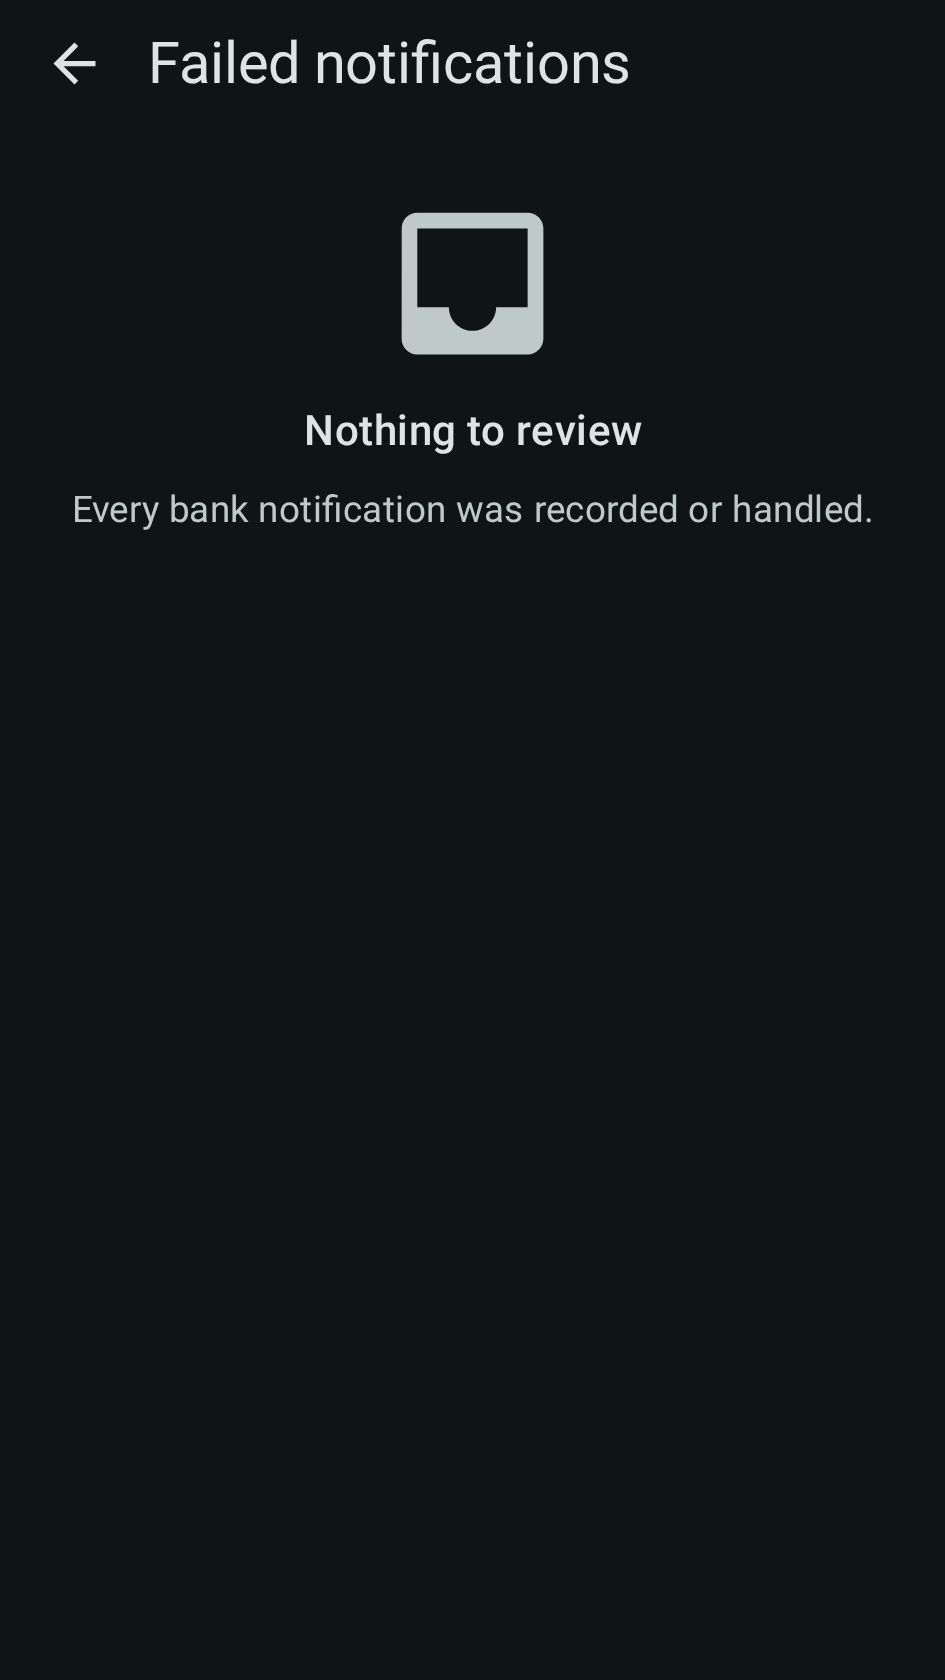 Failed notifications
Nothing to review
Every bank notification was recorded or handled.